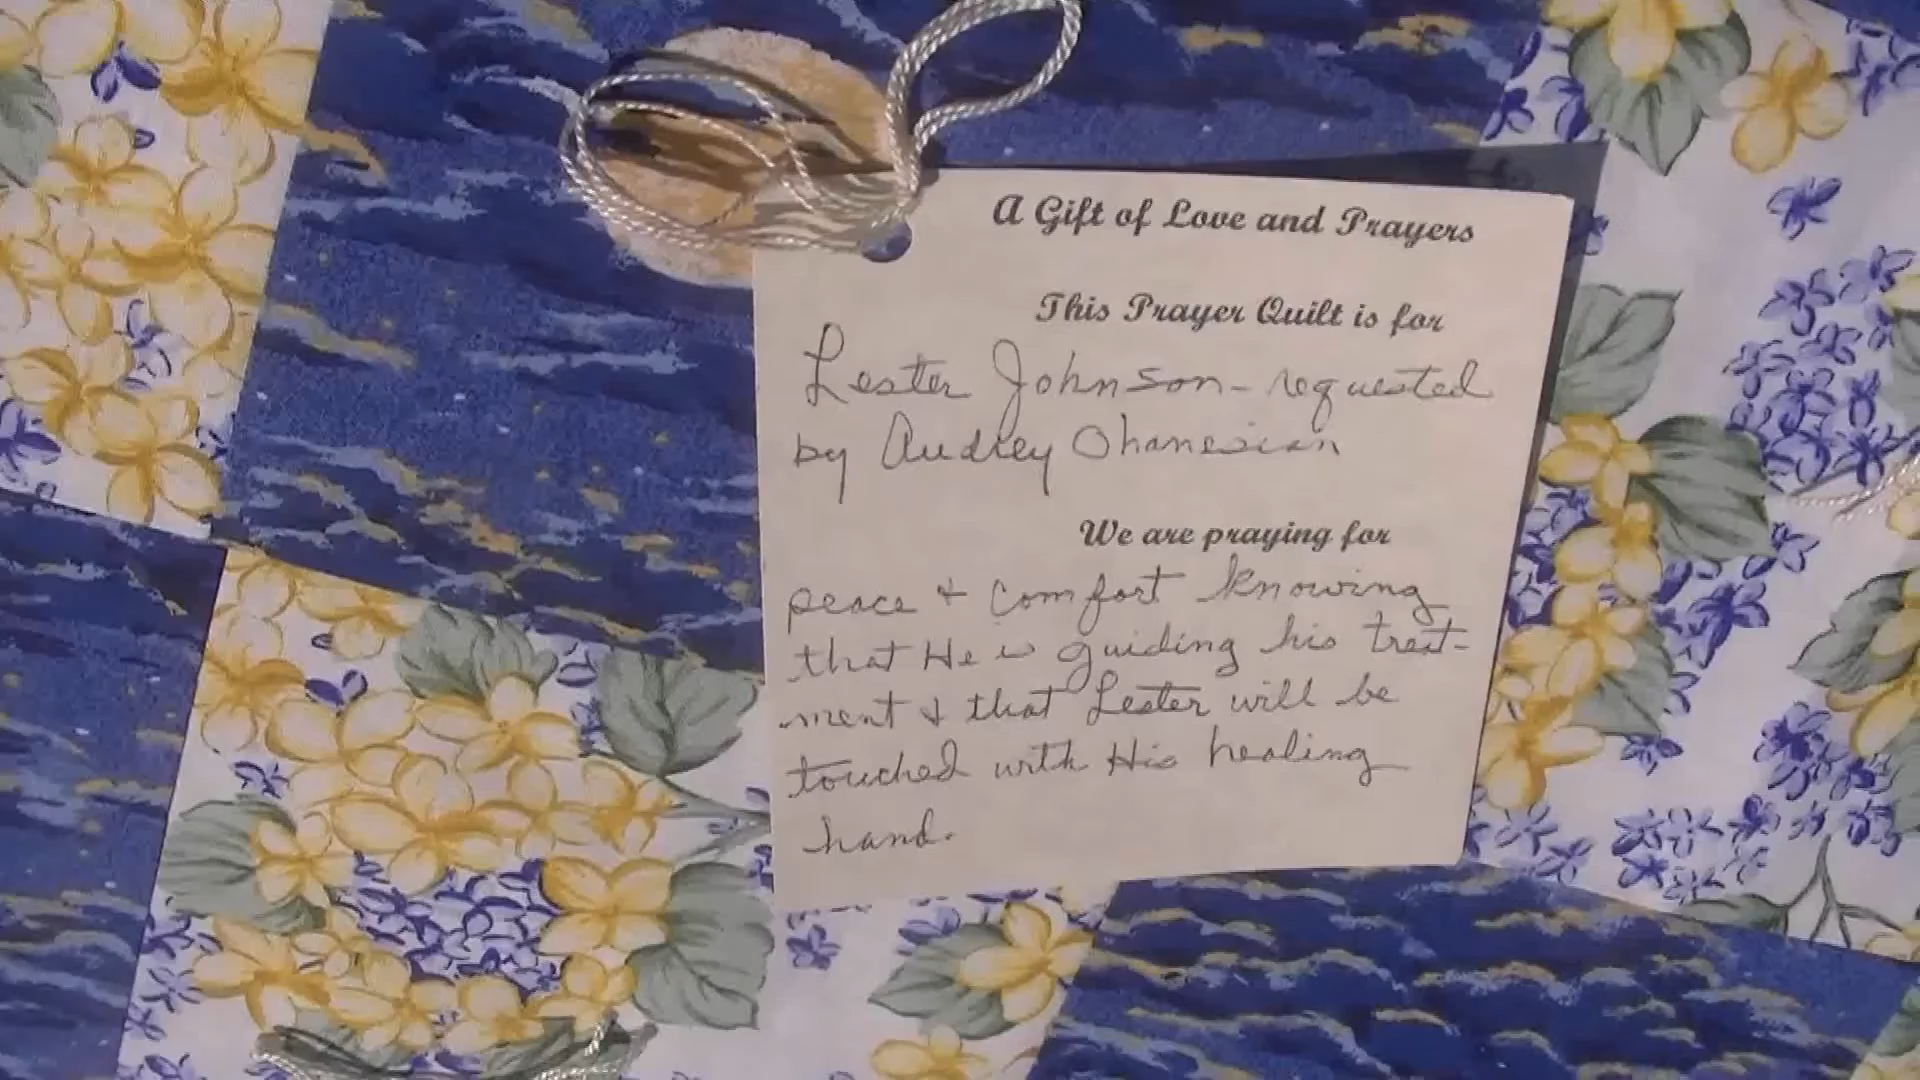 A Gift of Love and Prayers
This Prayer Quilt is for
Lester Johnson - requested
by Audrey Ohanesian
We are praying for
peace + comfort knowing
that He is guiding his treat-
ment + that Lester will be
touched with His healing
hand.